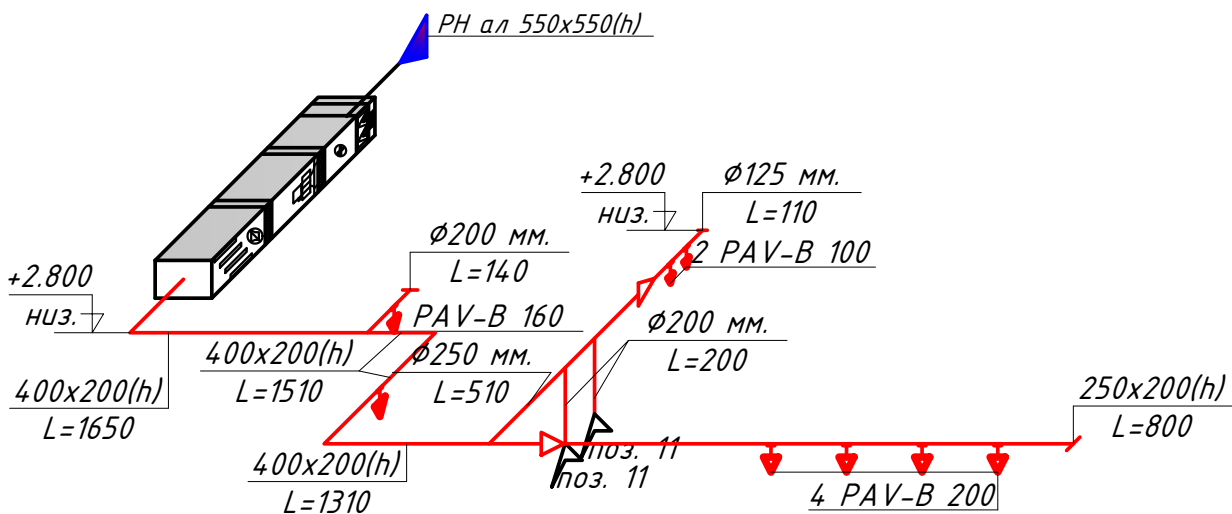 РН ал 550х550(h)
+2.800
низ.
Ø125 мм.
L=110
2 PAV-B 100
Ø200 мм.
L=140
PAV-B 160
+2.800
низ.
400х200(h)
L=1650
400х200(h)
L=1510
Ø250 мм.
L=510
Ø200 мм.
L=200
250х200(h)
L=800
400х200(h)
L=1310
поз. 11
поз. 11
4 PAV-B 200